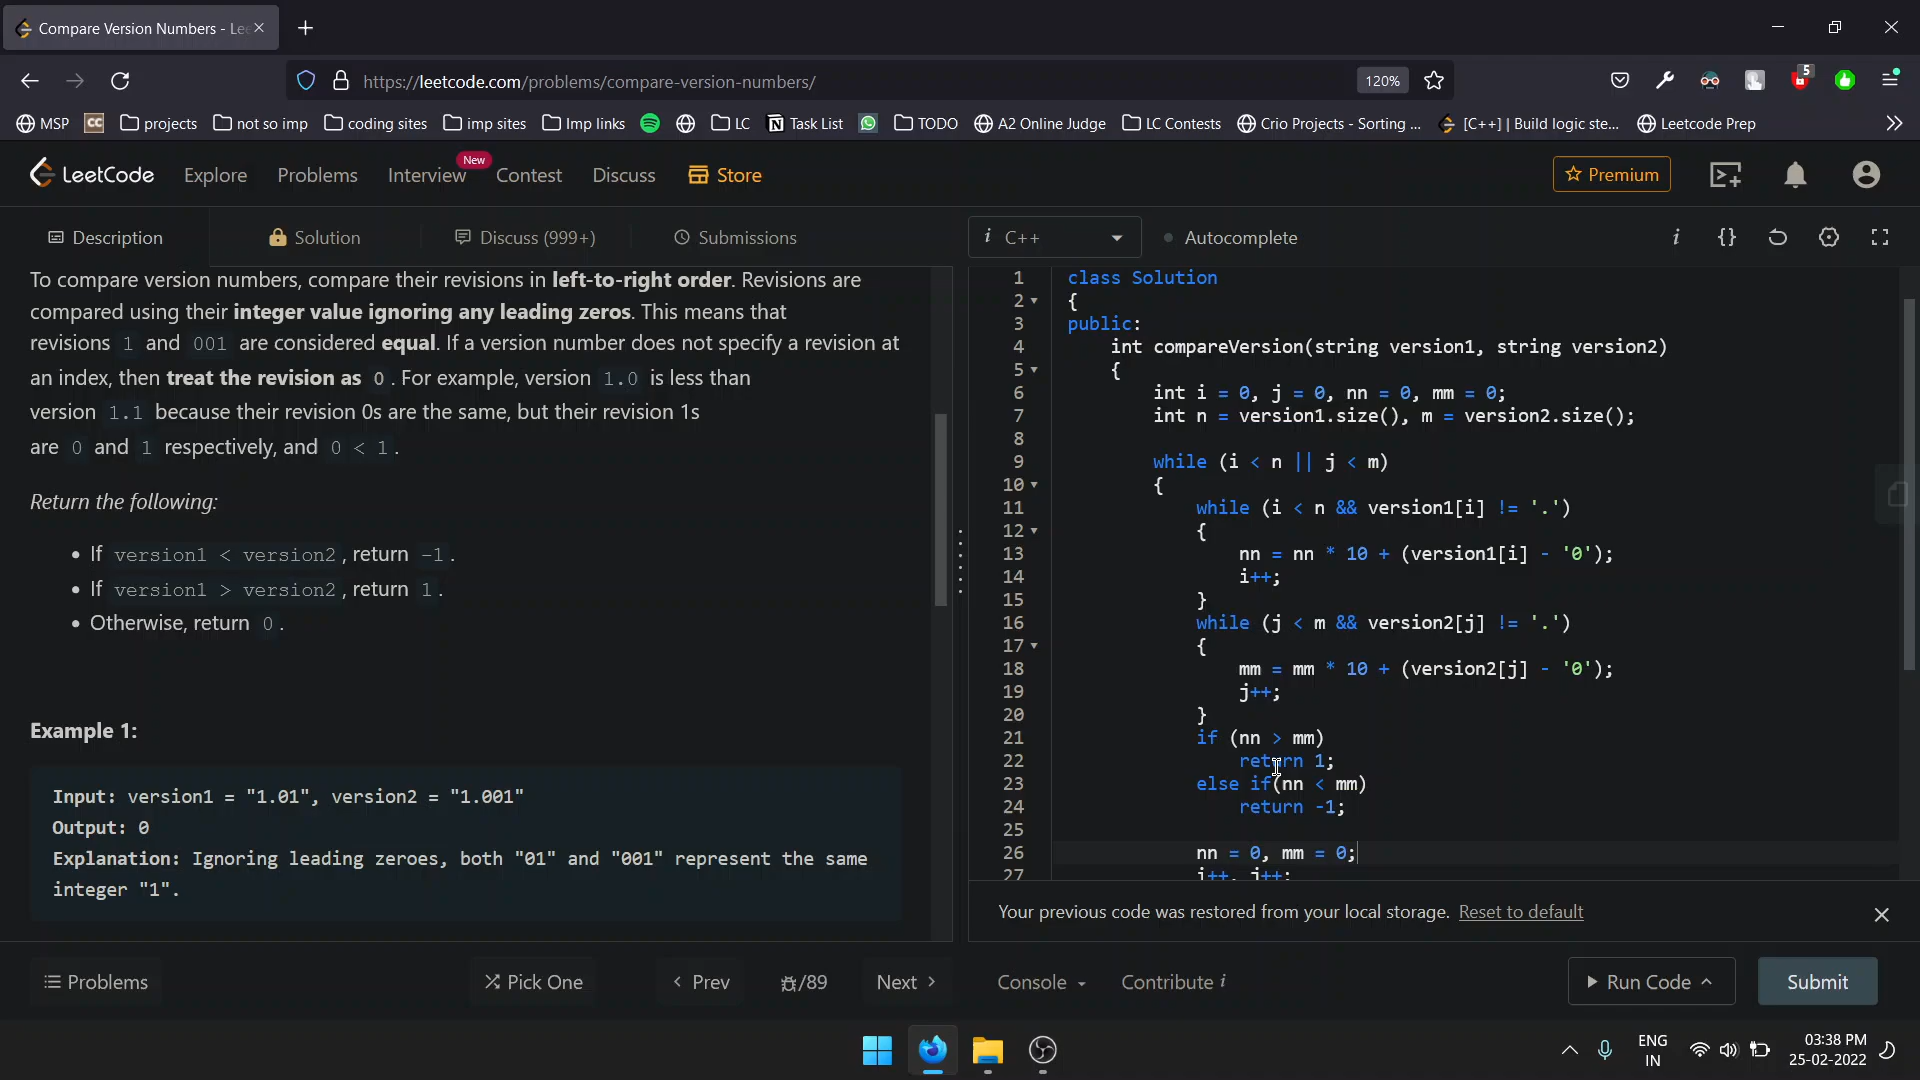 Compare Version Numbers - Lee
https://leetcode.com/problems/compare-version-numbers/
120%
5
MSP
CC
projects
not so imp
coding sites
imp sites
Imp links
LC
Task List
TODO
A2 Online Judge
LC Contests
Crio Projects - Sorting ...
[C++] | Build logic ste...
Leetcode Prep
LeetCode
Explore
Problems
Interview
New
Contest
Discuss
Store
Premium
Description
Solution
Discuss (999+)
Submissions
i C++
Autocomplete
To compare version numbers, compare their revisions in left-to-right order. Revisions are
compared using their integer value ignoring any leading zeros. This means that
revisions 1 and 001 are considered equal. If a version number does not specify a revision at
an index, then treat the revision as 0. For example, version 1.0 is less than
version 1.1 because their revision 0s are the same, but their revision 1s
are 0 and 1 respectively, and 0 < 1.
Return the following:
• If version1 < version2, return -1.
• If version1 > version2, return 1.
• Otherwise, return 0.
Example 1:
Input: version1 = "1.01", version2 = "1.001"
Output: 0
Explanation: Ignoring leading zeroes, both "01" and "001" represent the same
integer "1".
1 class Solution
2 {
3 public:
4 int compareVersion(string version1, string version2)
5 {
6 int i = 0, j = 0, nn = 0, mm = 0;
7 int n = version1.size(), m = version2.size();
8
9 while (i < n || j < m)
10 {
11 while (i < n && version1[i] != '.')
12 {
13 nn = nn * 10 + (version1[i] - '0');
14 i++;
15 }
16 while (j < m && version2[j] != '.')
17 {
18 mm = mm * 10 + (version2[j] - '0');
19 j++;
20 }
21 if (nn > mm)
22 return 1;
23 else if(nn < mm)
24 return -1;
25
26 nn = 0, mm = 0;
27 i++, j++;
Your previous code was restored from your local storage. Reset to default
Problems
Pick One
Prev
/89
Next
Console
Contribute i
Run Code
Submit
ENG
IN
03:38 PM
25-02-2022